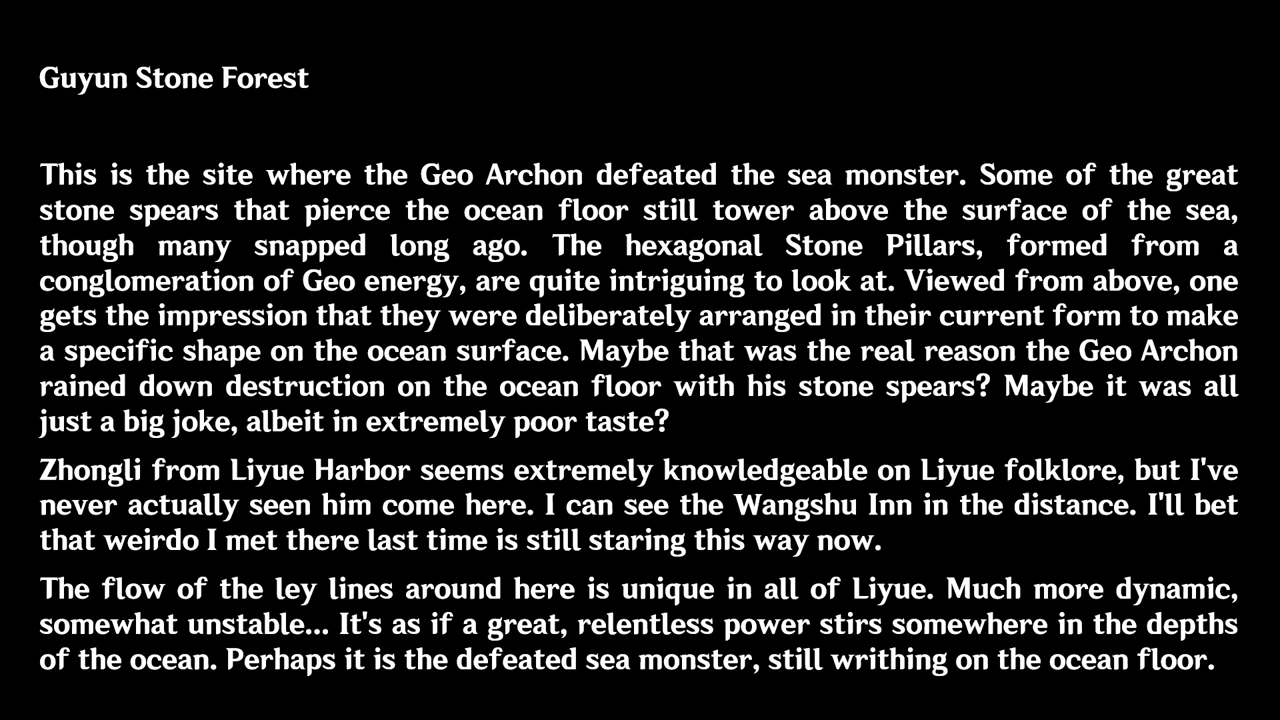 Guyun Stone Forest
This is the site where the Geo Archon defeated the sea monster. Some of the great
stone spears that pierce the ocean floor still tower above the surface of the sea,
though many snapped long ago. The hexagonal Stone Pillars, formed from a
conglomeration of Geo energy, are quite intriguing to look at. Viewed from above, one
gets the impression that they were deliberately arranged in their current form to make
a specific shape on the ocean surface. Maybe that was the real reason the Geo Archon
rained down destruction on the ocean floor with his stone spears? Maybe it was all
just a big joke, albeit in extremely poor taste?
Zhongli from Liyue Harbor seems extremely knowledgeable on Liyue folklore, but I've
never actually seen him come here. I can see the Wangshu Inn in the distance. I'll bet
that weirdo I met there last time is still staring this way now.
The flow of the ley lines around here is unique in all of Liyue. Much more dynamic,
somewhat unstable... It's as if a great, relentless power stirs somewhere in the depths
of the ocean. Perhaps it is the defeated sea monster, still writhing on the ocean floor.